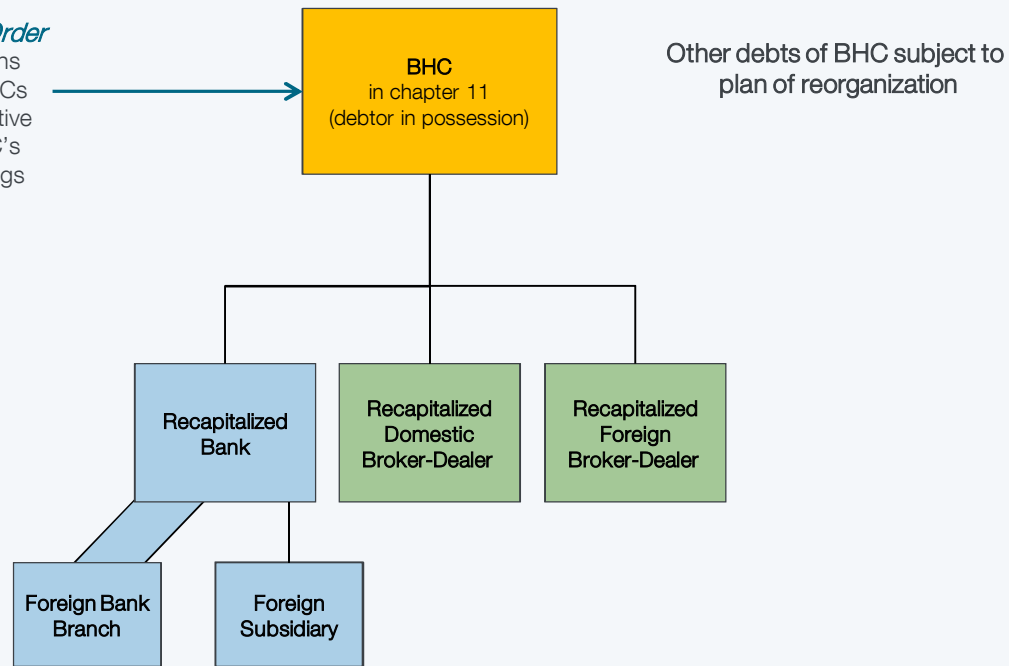 Order
BHC
in chapter 11
(debtor in possession)
Other debts of BHC subject to
plan of reorganization
Recapitalized
Bank
Recapitalized
Domestic
Broker-Dealer
Recapitalized
Foreign
Broker-Dealer
Foreign Bank
Branch
Foreign
Subsidiary